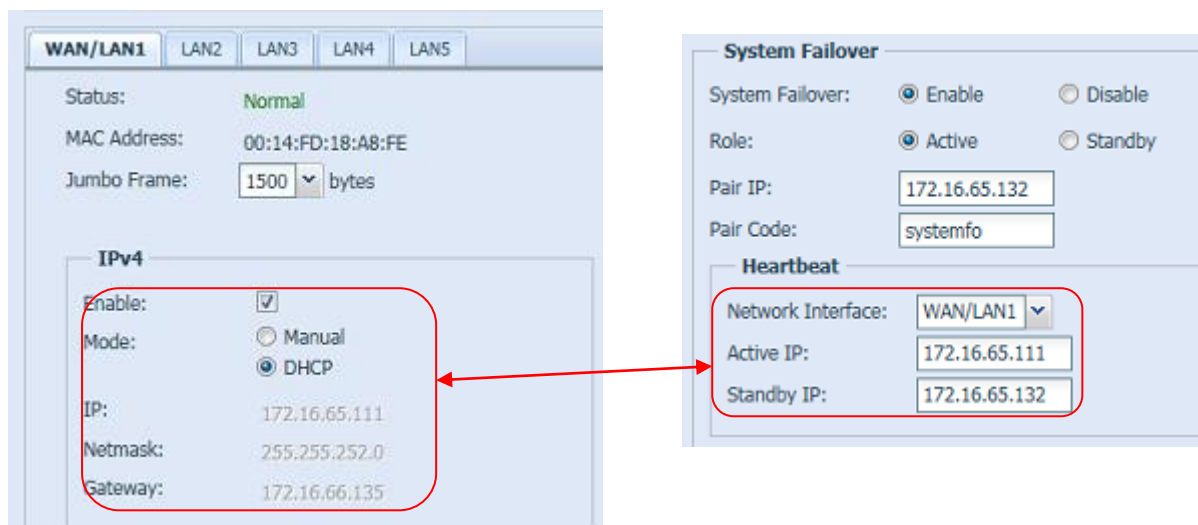 WAN/LAN1 LAN2 LAN3 LAN4 LAN5
Status: Normal
MAC Address: 00:14:FD:18:A8:FE
Jumbo Frame: 1500 bytes
IPv4
Enable:
Mode: Manual
DHCP
IP: 172.16.65.111
Netmask: 255.255.252.0
Gateway: 172.16.66.135
System Failover
System Failover: Enable Disable
Role: Active Standby
Pair IP: 172.16.65.132
Pair Code: systemfo
Heartbeat
Network Interface: WAN/LAN1
Active IP: 172.16.65.111
Standby IP: 172.16.65.132